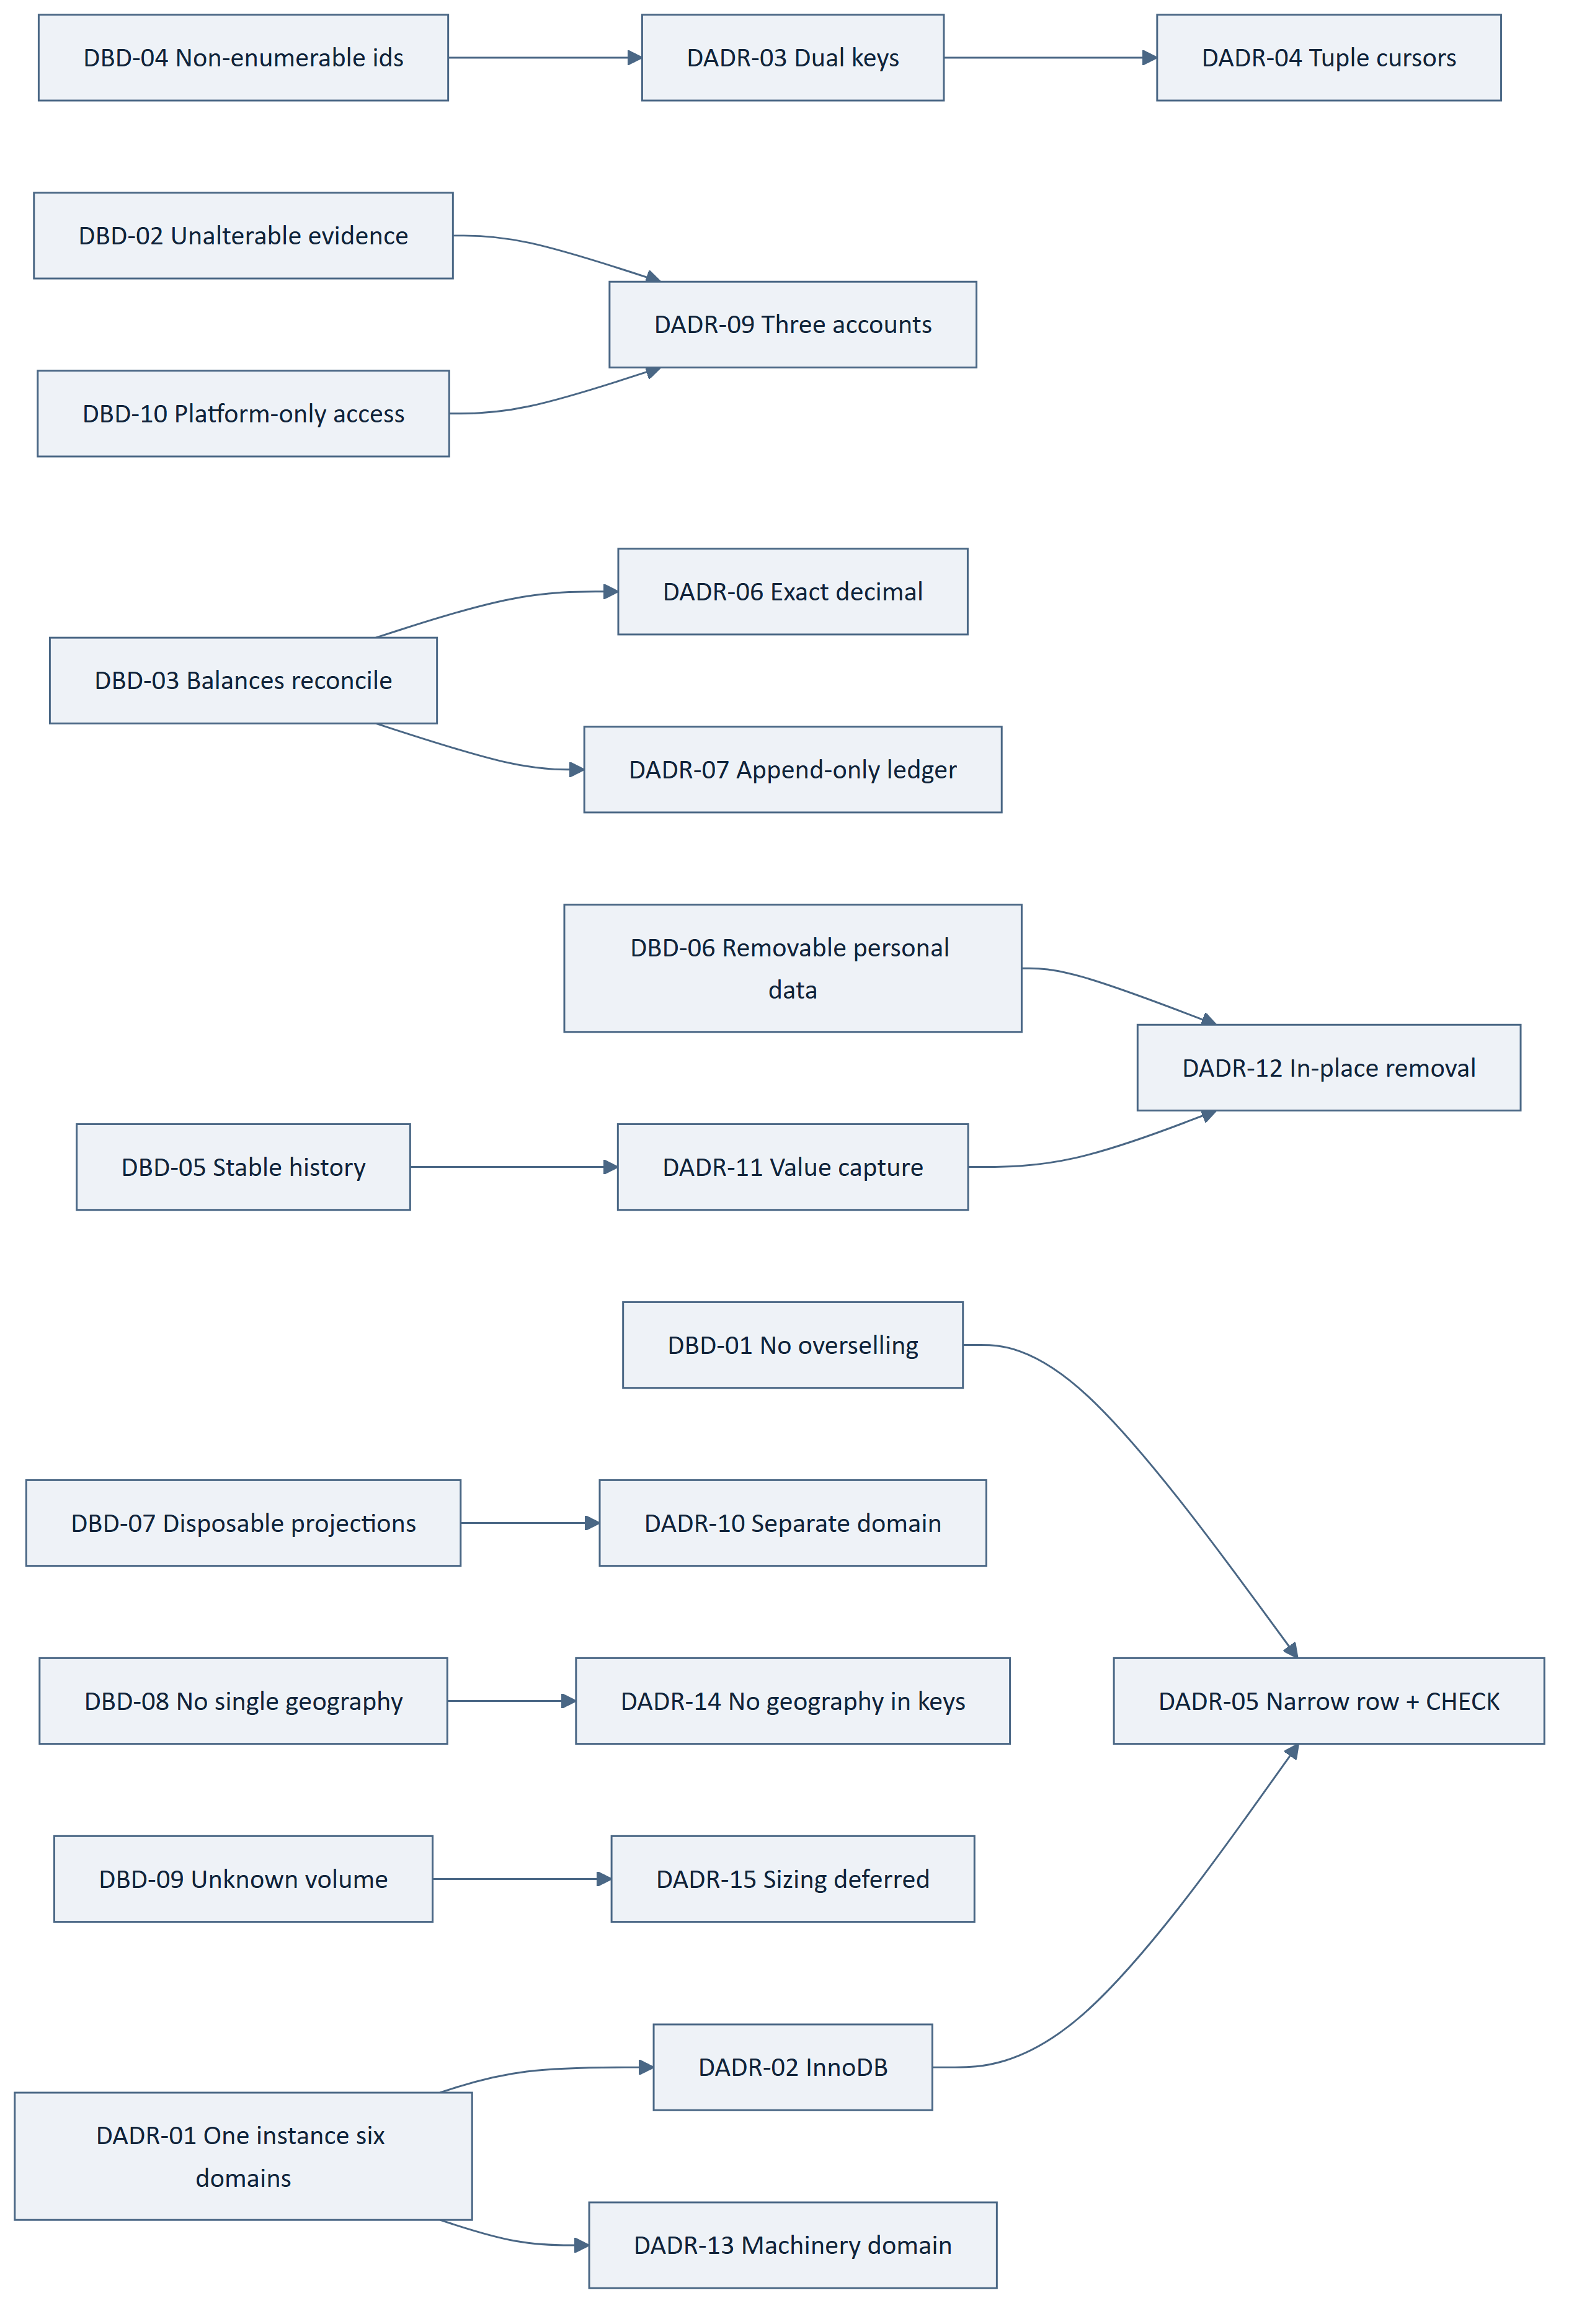 DBD-04 Non-enumerable ids
DADR-03 Dual keys
DADR-04 Tuple cursors
DBD-02 Unalterable evidence
DADR-09 Three accounts
DBD-10 Platform-only access
DADR-06 Exact decimal
DBD-03 Balances reconcile
DADR-07 Append-only ledger
DBD-06 Removable personal
data
DADR-12 In-place removal
DBD-05 Stable history
DADR-11 Value capture
DBD-01 No overselling
DBD-07 Disposable projections
DADR-10 Separate domain
DBD-08 No single geography
DADR-14 No geography in keys
DADR-05 Narrow row + CHECK
DBD-09 Unknown volume
DADR-15 Sizing deferred
DADR-02 InnoDB
DADR-01 One instance six
domains
DADR-13 Machinery domain